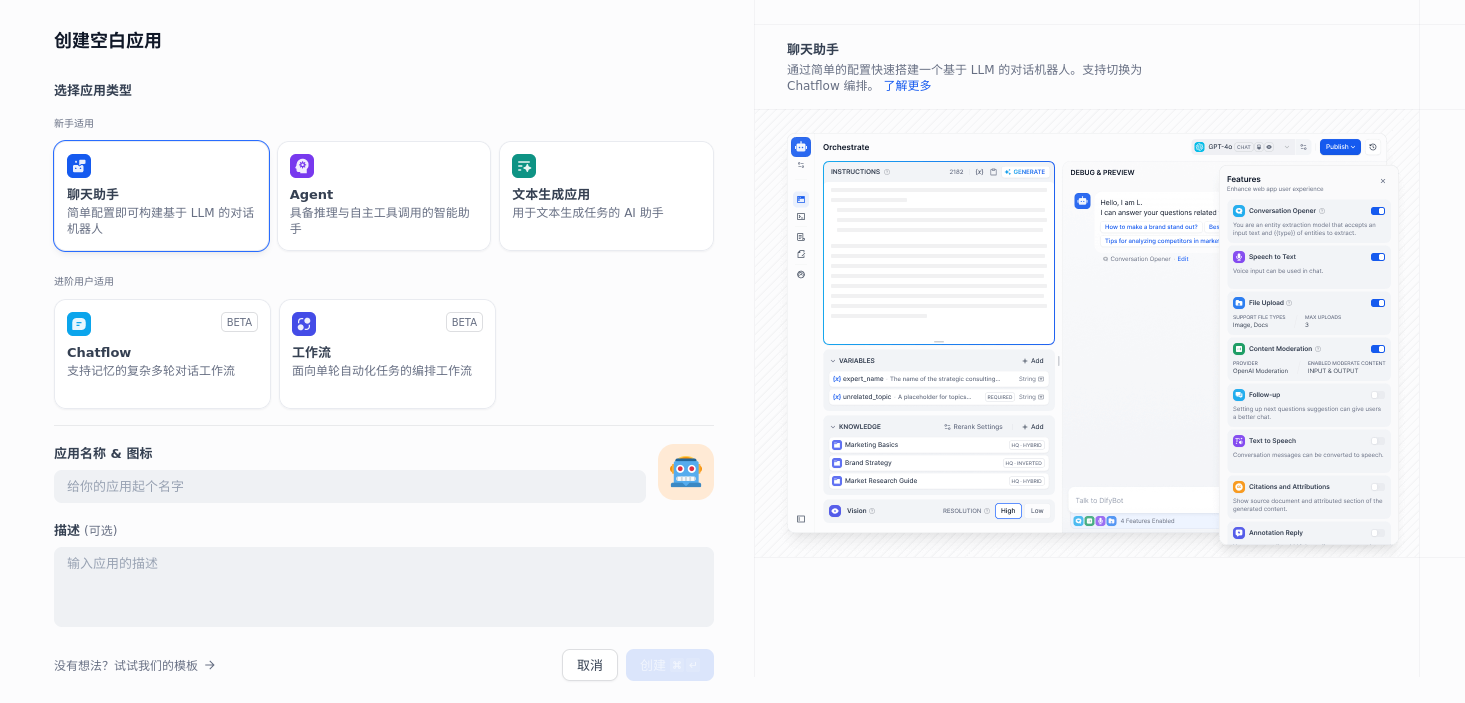 创建空白应用
选择应用类型
新手适用
聊天助手
简单配置即可构建基于 LLM 的对话
机器人
Agent
具备推理与自主工具调用的智能助
手
文本生成应用
用于文本生成任务的 AI 助手
进阶用户适用
BETA
Chatflow
支持记忆的复杂多轮对话工作流
BETA
工作流
面向单轮自动化任务的编排工作流
应用名称 & 图标
给你的应用起个名字
描述 (可选)
输入应用的描述
没有想法？试试我们的模板 →
取消
创建 ⌘ ↵
聊天助手
通过简单的配置快速搭建一个基于 LLM 的对话机器人。支持切换为
Chatflow 编排。 了解更多
Orchestrate
GPT-4o CHAT
Publish
INSTRUCTIONS
2182
{x}
GENERATE
VARIABLES
+ Add
{x} expert_name · The name of the strategic consulting...
String
{x} unrelated_topic · A placeholder for topics...
REQUIRED
String
KNOWLEDGE
Rerank Settings
+ Add
Marketing Basics
HQ · HYBRID
Brand Strategy
HQ · INVERTED
Market Research Guide
HQ · HYBRID
Vision
RESOLUTION
High
Low
DEBUG & PREVIEW
Hello, I am L.
I can answer your questions related
How to make a brand stand out?
Bes
Tips for analyzing competitors in market
Conversation Opener · Edit
Talk to DifyBot
4 Features Enabled
Features
Enhance web app user experience
Conversation Opener
You are an entity extraction model that accepts an
input text and {{type}} of entities to extract.
Speech to Text
Voice input can be used in chat.
File Upload
SUPPORT FILE TYPES
Image, Docs
MAX UPLOADS
3
Content Moderation
PROVIDER
OpenAI Moderation
ENABLED MODERATE CONTENT
INPUT & OUTPUT
Follow-up
Setting up next questions suggestion can give users
a better chat.
Text to Speech
Conversation messages can be converted to speech.
Citations and Attributions
Show source document and attributed section of the
generated content.
Annotation Reply